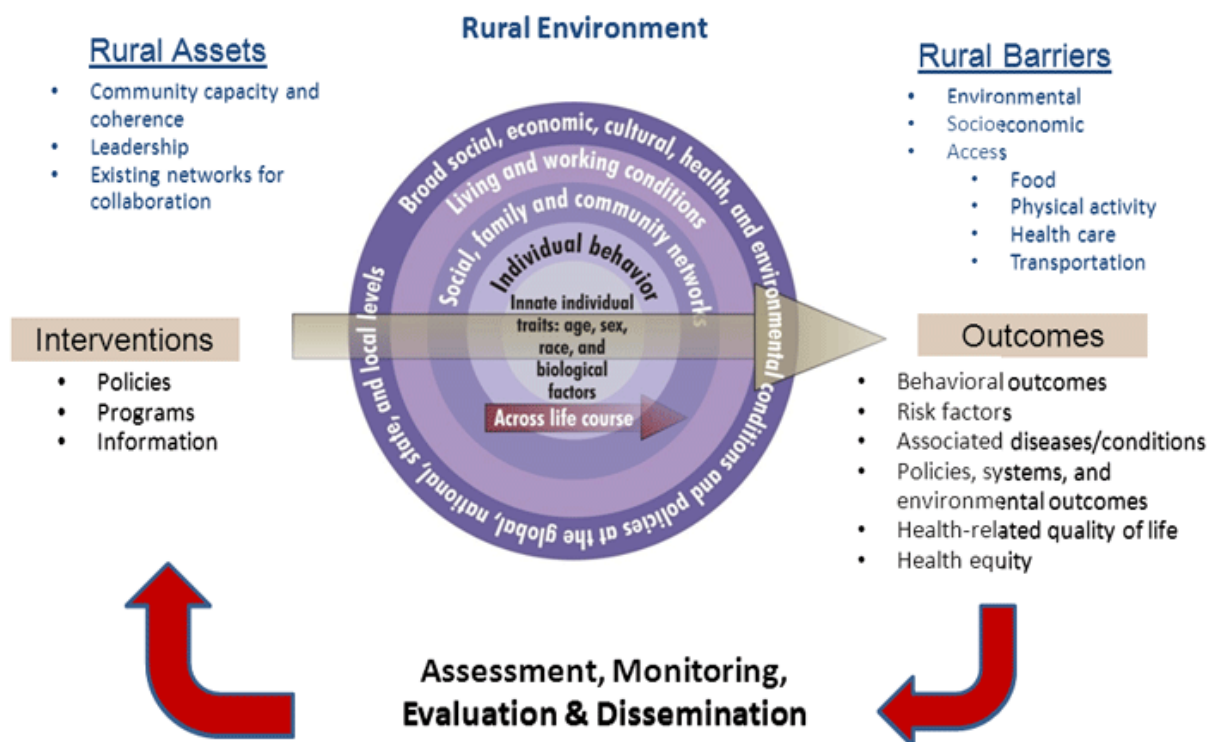 Rural Environment
Rural Assets
• Community capacity and
coherence
• Leadership
• Existing networks for
collaboration
Rural Barriers
• Environmental
• Socioeconomic
• Access
• Food
• Physical activity
• Health care
• Transportation
Broad social, economic, cultural, health, and environmental conditions and policies at the global, national, state, and local levels
Living and working conditions
Social, family and community networks
Individual behavior
Innate individual
traits: age, sex,
race, and
biological
factors
Across life course
Interventions
• Policies
• Programs
• Information
Outcomes
• Behavioral outcomes
• Risk factors
• Associated diseases/conditions
• Policies, systems, and
environmental outcomes
• Health-related quality of life
• Health equity
Assessment, Monitoring,
Evaluation & Dissemination